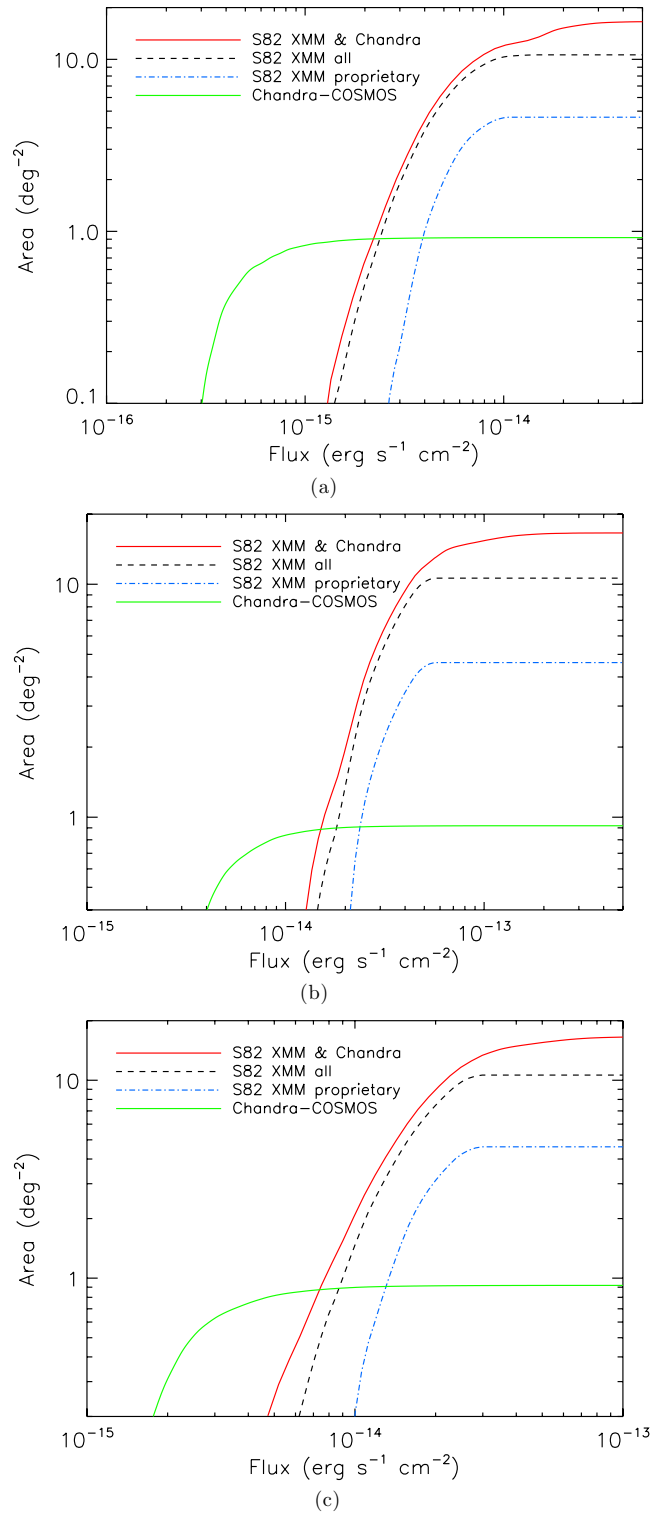 S82 XMM & Chandra
S82 XMM all
S82 XMM proprietary
Chandra-COSMOS
10.0
1.0
0.1
Area (deg⁻²)
10⁻¹⁶ 10⁻¹⁵ 10⁻¹⁴
Flux (erg s⁻¹ cm⁻²)
(a)
S82 XMM & Chandra
S82 XMM all
S82 XMM proprietary
Chandra-COSMOS
10
1
Area (deg⁻²)
10⁻¹⁵ 10⁻¹⁴ 10⁻¹³
Flux (erg s⁻¹ cm⁻²)
(b)
S82 XMM & Chandra
S82 XMM all
S82 XMM proprietary
Chandra-COSMOS
10
1
Area (deg⁻²)
10⁻¹⁵ 10⁻¹⁴ 10⁻¹³
Flux (erg s⁻¹ cm⁻²)
(c)